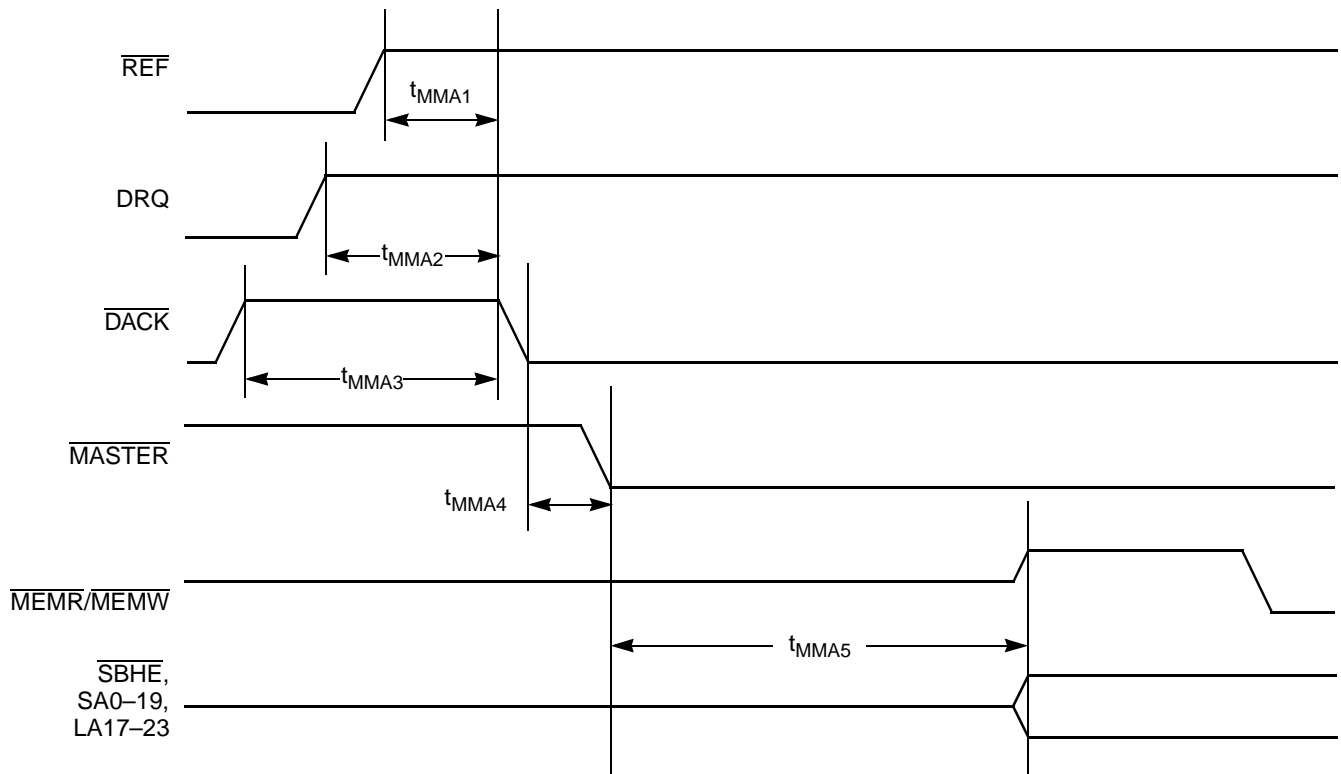 REF
tMMA1
DRQ
tMMA2
DACK
tMMA3
MASTER
tMMA4
MEMR/MEMW
tMMA5
SBHE,
SA0–19,
LA17–23